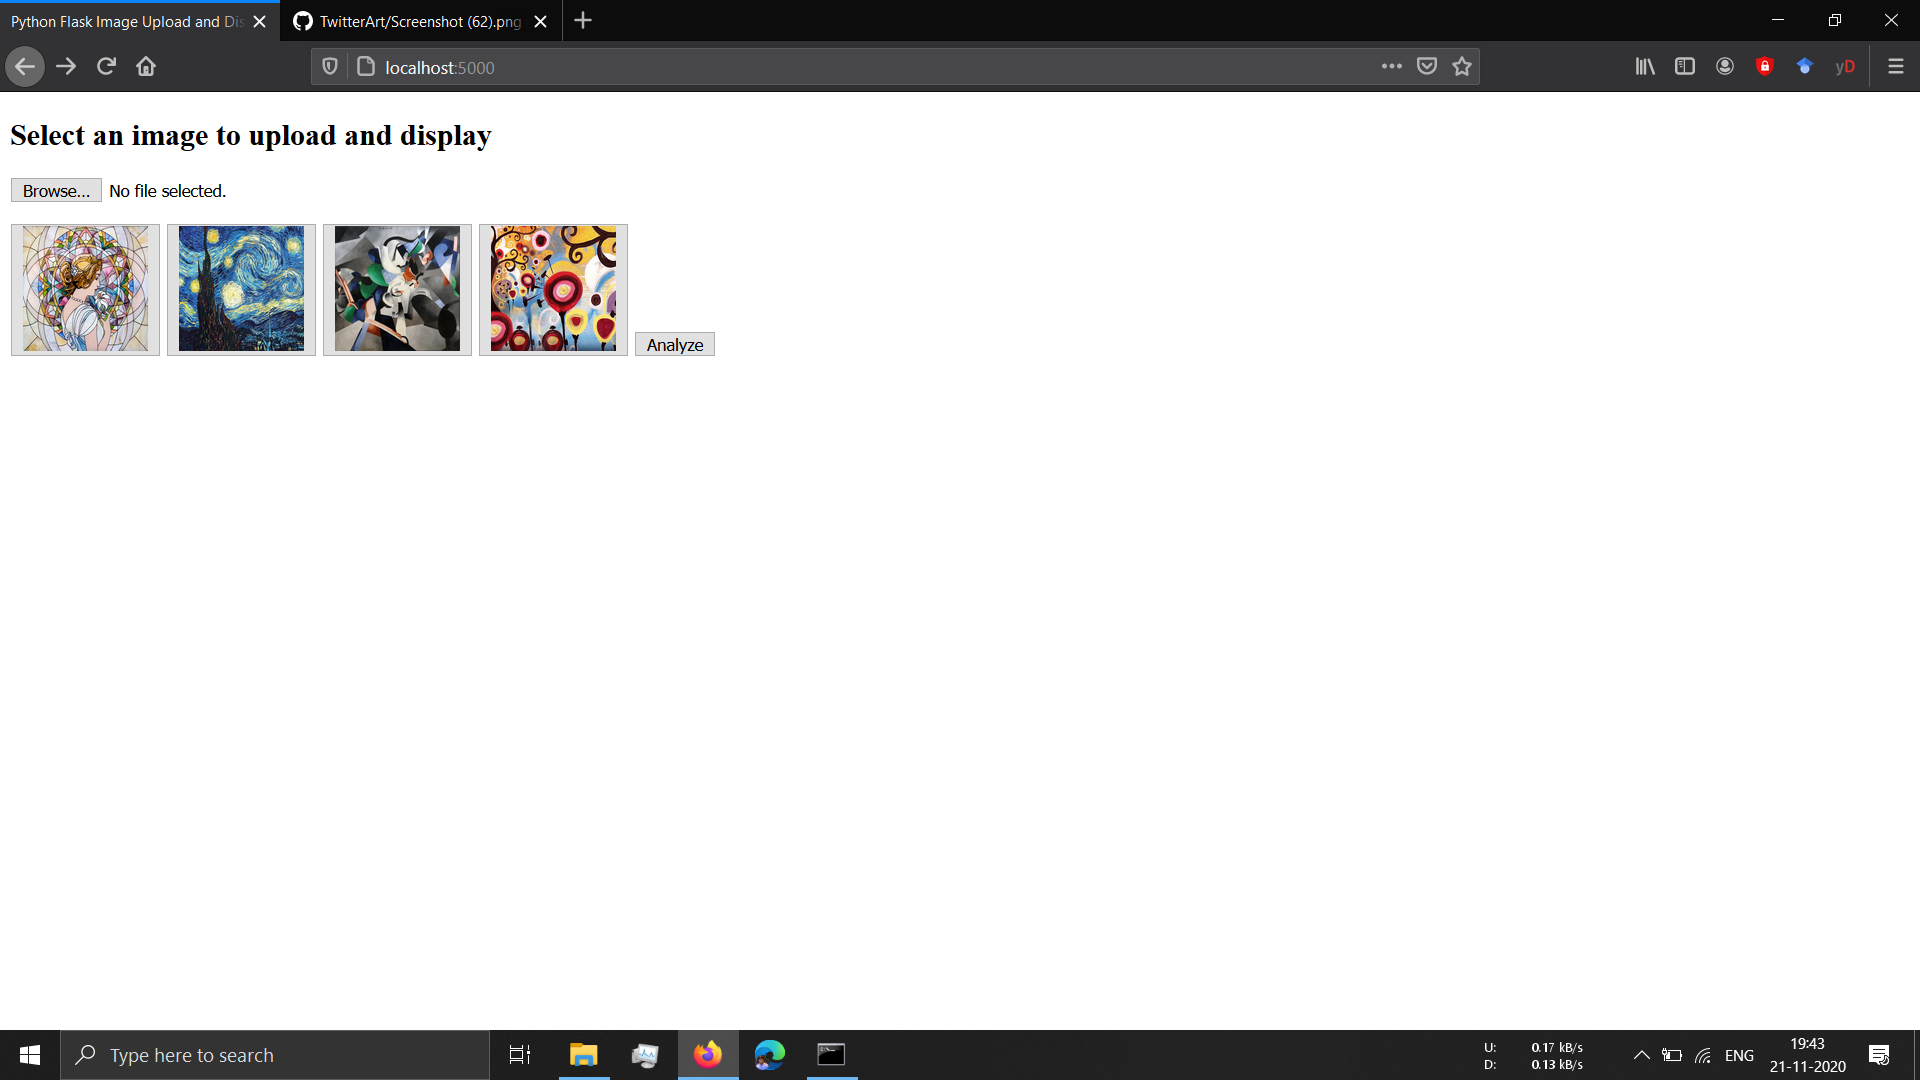 Python Flask Image Upload and Dis
TwitterArt/Screenshot (62).png
localhost:5000
yD
Select an image to upload and display
Browse... No file selected.
Analyze
Type here to search
U: 0.17 kB/s
D: 0.13 kB/s
ENG
19:43
21-11-2020